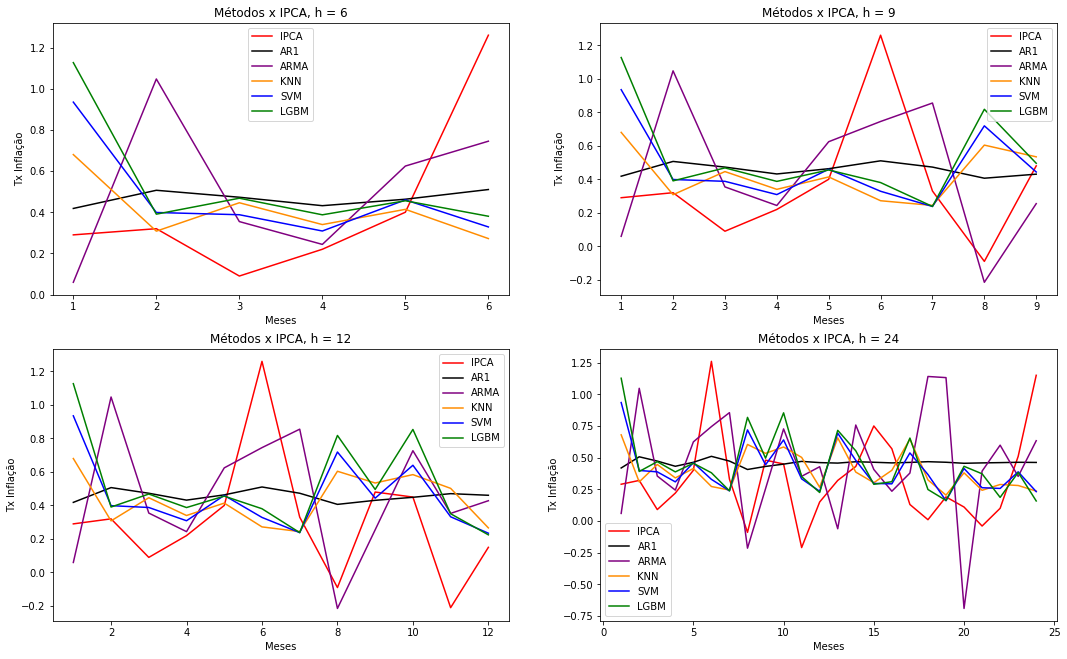 Métodos x IPCA, h = 6
Tx Inflação
1.2
1.0
0.8
0.6
0.4
0.2
0.0
IPCA
AR1
ARMA
KNN
SVM
LGBM
1 2 3 4 5 6
Meses
Métodos x IPCA, h = 9
Tx Inflação
1.2
1.0
0.8
0.6
0.4
0.2
0.0
−0.2
IPCA
AR1
ARMA
KNN
SVM
LGBM
1 2 3 4 5 6 7 8 9
Meses
Métodos x IPCA, h = 12
Tx Inflação
1.2
1.0
0.8
0.6
0.4
0.2
0.0
−0.2
IPCA
AR1
ARMA
KNN
SVM
LGBM
2 4 6 8 10 12
Meses
Métodos x IPCA, h = 24
Tx Inflação
1.25
1.00
0.75
0.50
0.25
0.00
−0.25
−0.50
−0.75
IPCA
AR1
ARMA
KNN
SVM
LGBM
0 5 10 15 20 25
Meses